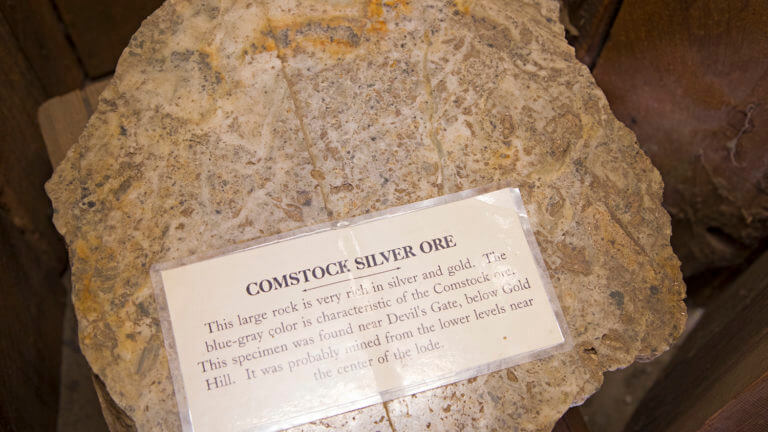 COMSTOCK SILVER ORE
This large rock is very rich in silver and gold. The
blue-gray color is characteristic of the Comstock ore.
This specimen was found near Devil's Gate, below Gold
Hill. It was probably mined from the lower levels near
the center of the lode.